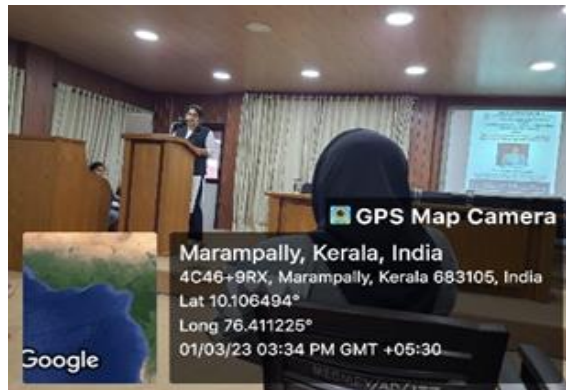 GPS Map Camera
Marampally, Kerala, India
4C46+9RX, Marampally, Kerala 683105, India
Lat 10.106494°
Long 76.411225°
01/03/23 03:34 PM GMT +05:30
Google